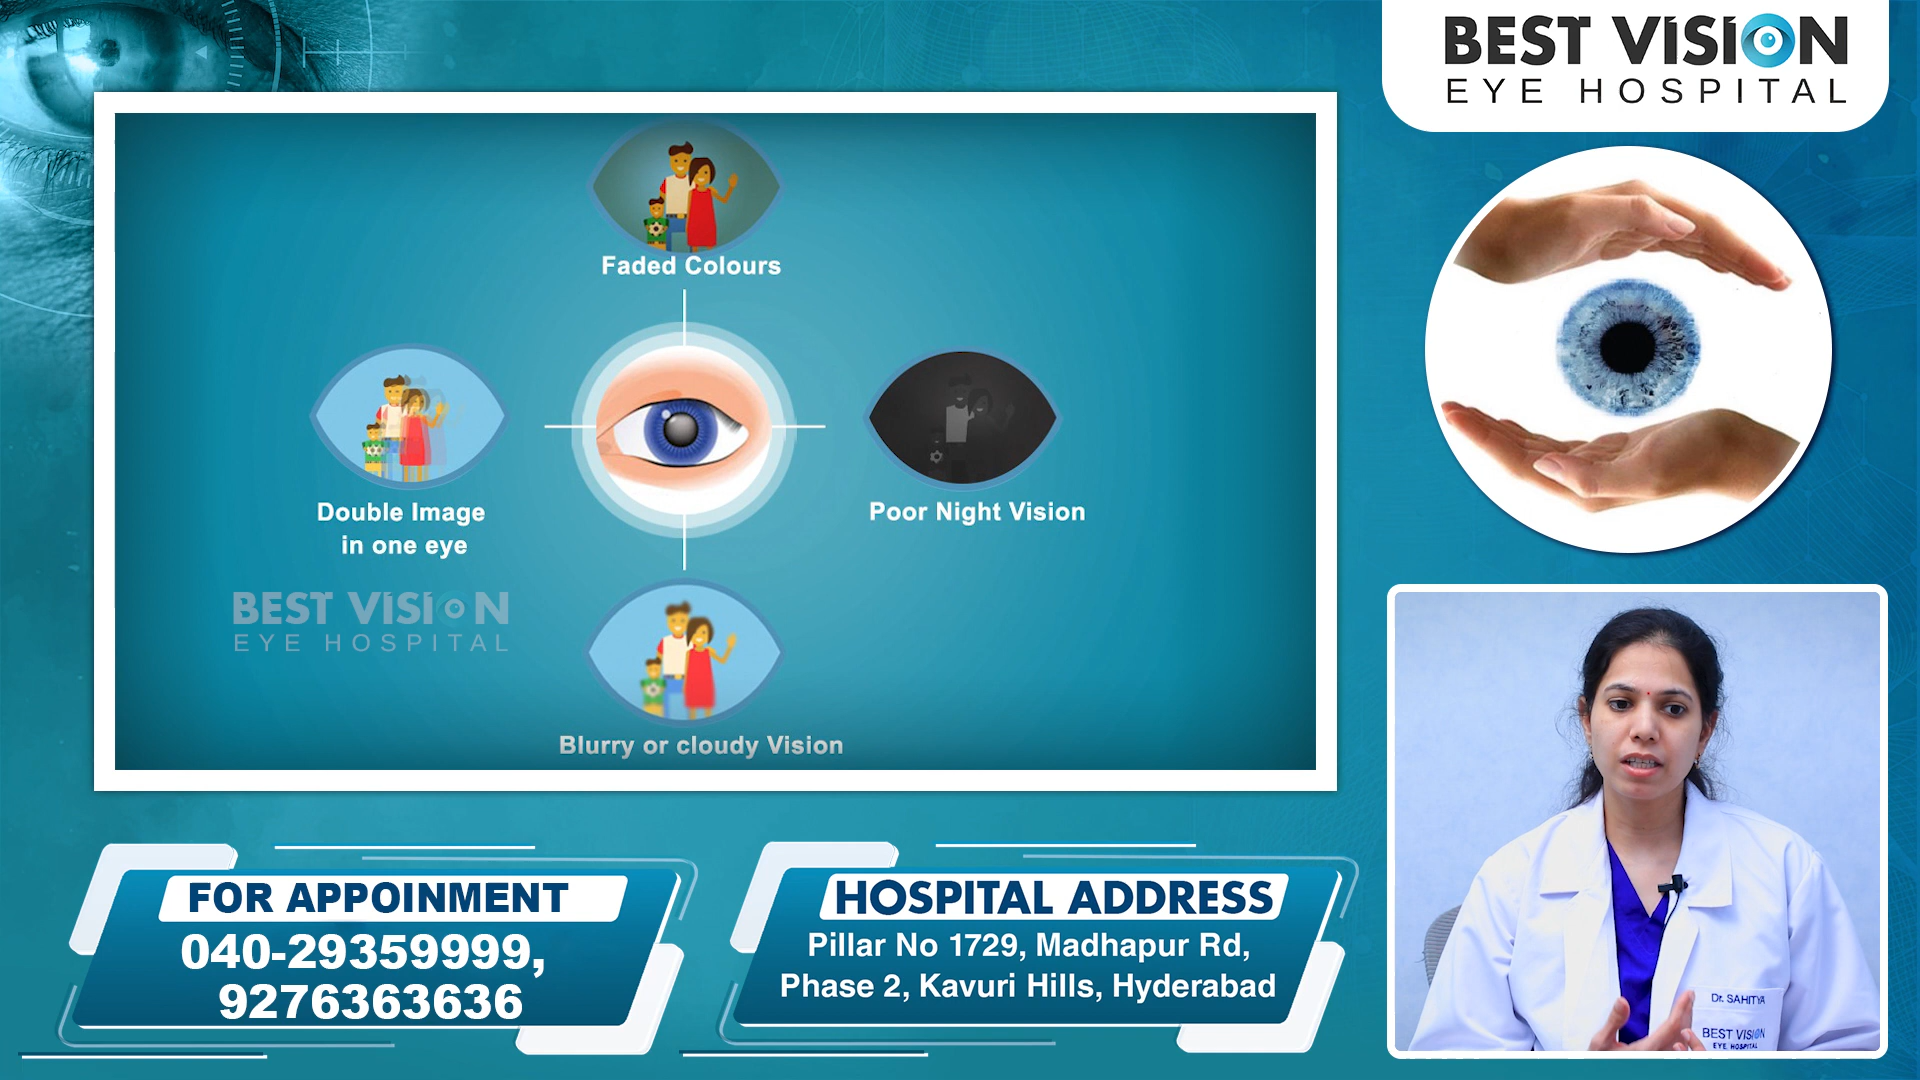 BEST VISION
EYE HOSPITAL
Faded Colours
Double Image
in one eye
Poor Night Vision
BEST VISION
EYE HOSPITAL
Blurry or cloudy Vision
FOR APPOINMENT
040-29359999,
9276363636
HOSPITAL ADDRESS
Pillar No 1729, Madhapur Rd,
Phase 2, Kavuri Hills, Hyderabad
Dr. SAHITYA
BEST VISION
EYE HOSPITAL